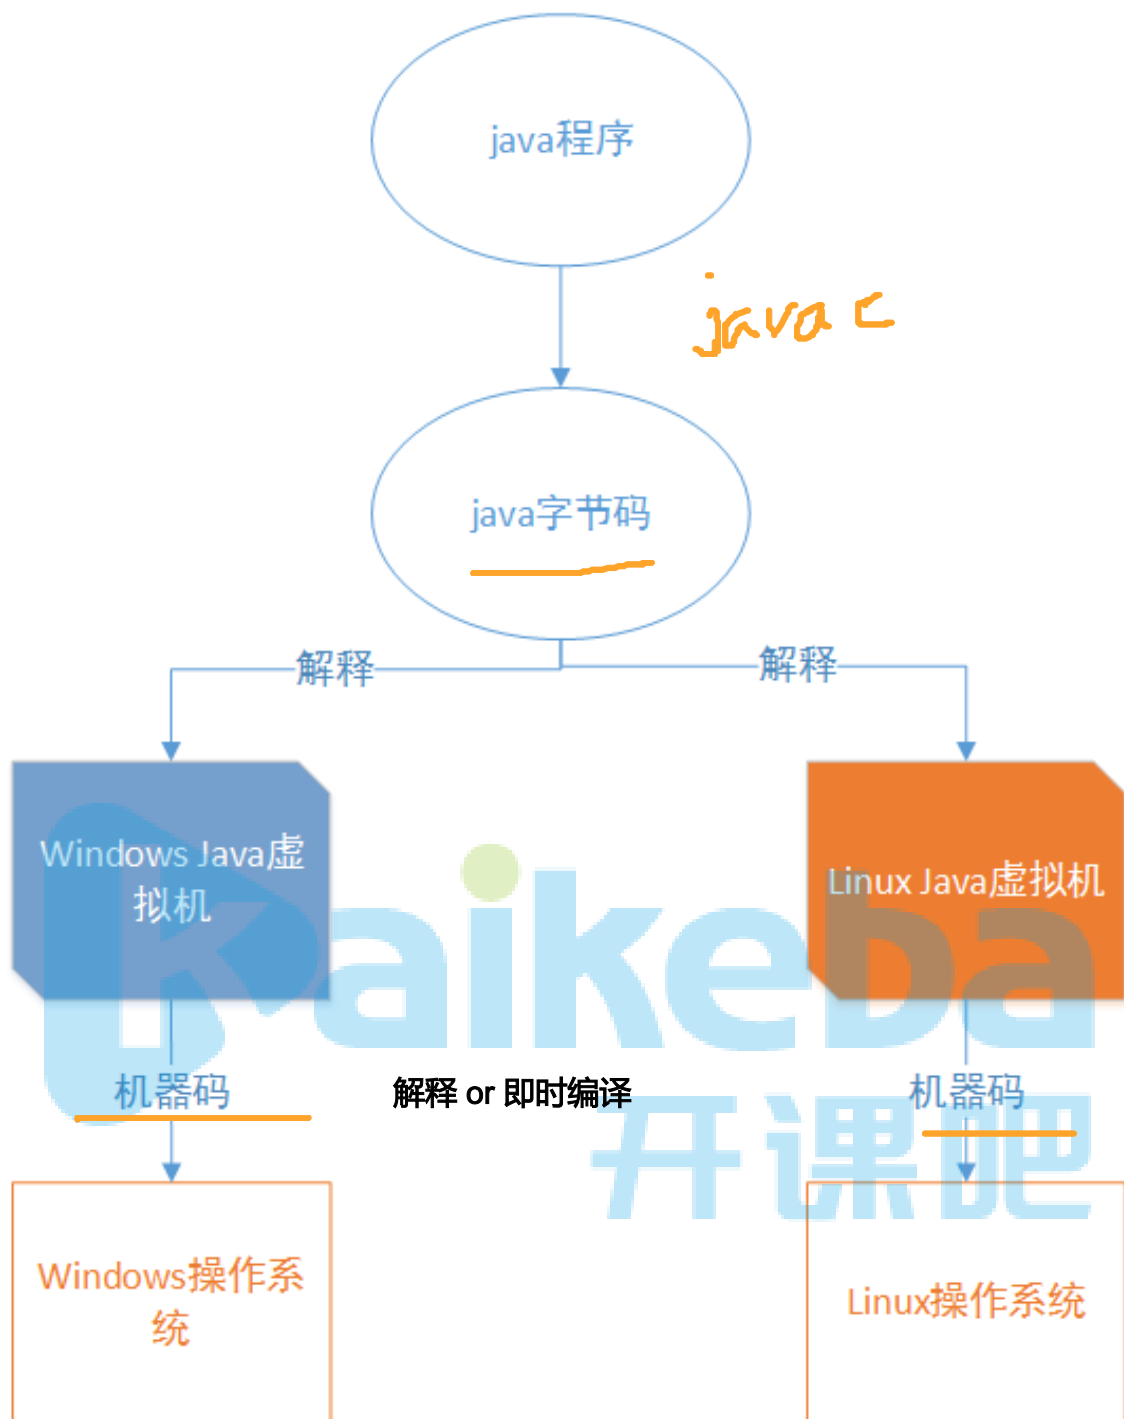 java程序
javac
java字节码
解释
解释
Windows Java虚
拟机
Linux Java虚拟机
kaikeba
开课吧
机器码
解释 or 即时编译
机器码
Windows操作系
统
Linux操作系统